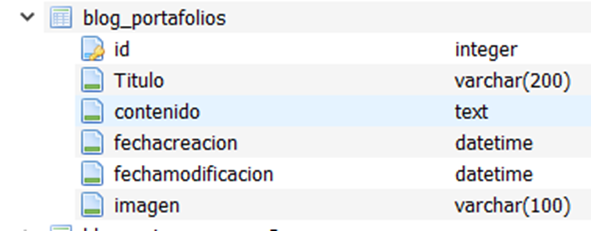 blog_portafolios
id integer
Titulo varchar(200)
contenido text
fechacreacion datetime
fechamodificacion datetime
imagen varchar(100)